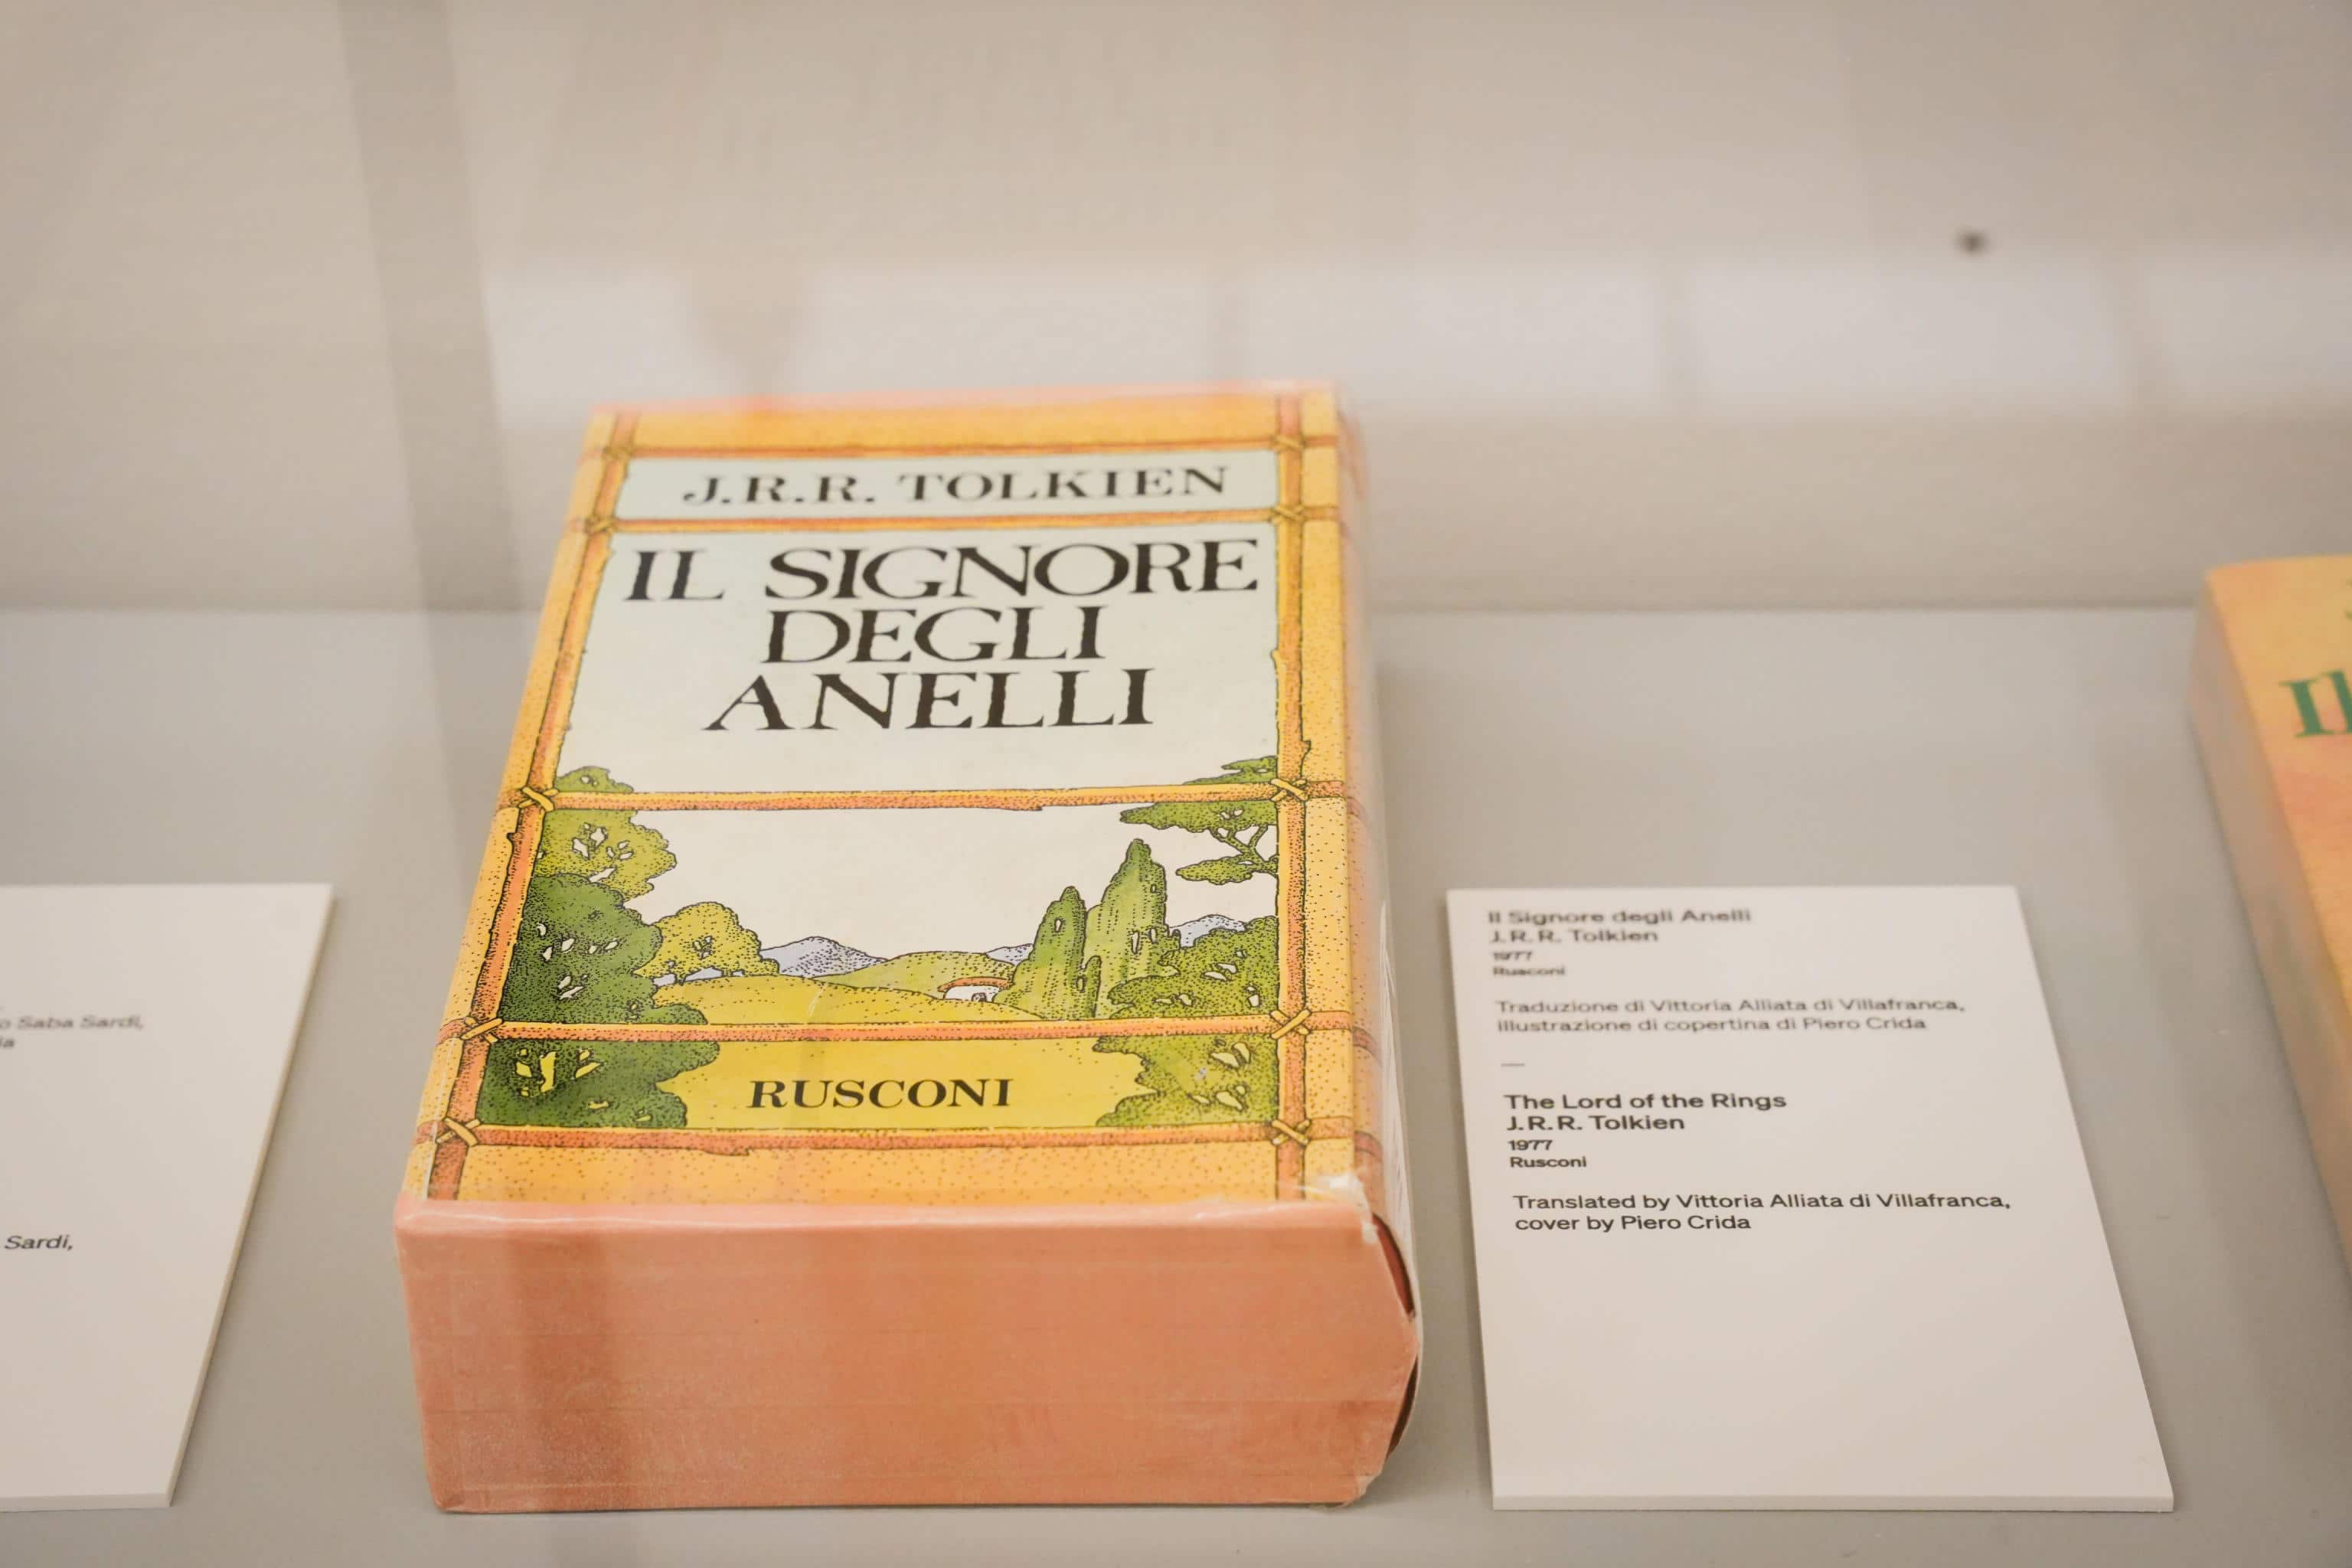 J.R.R. TOLKIEN
IL SIGNORE
DEGLI
ANELLI
RUSCONI
Saba Sardi,
Sardi,
Il Signore degli Anelli
J.R.R. Tolkien
1977
Rusconi
Traduzione di Vittoria Alliata di Villafranca,
illustrazione di copertina di Piero Crida
—
The Lord of the Rings
J.R.R. Tolkien
1977
Rusconi
Translated by Vittoria Alliata di Villafranca,
cover by Piero Crida
Il